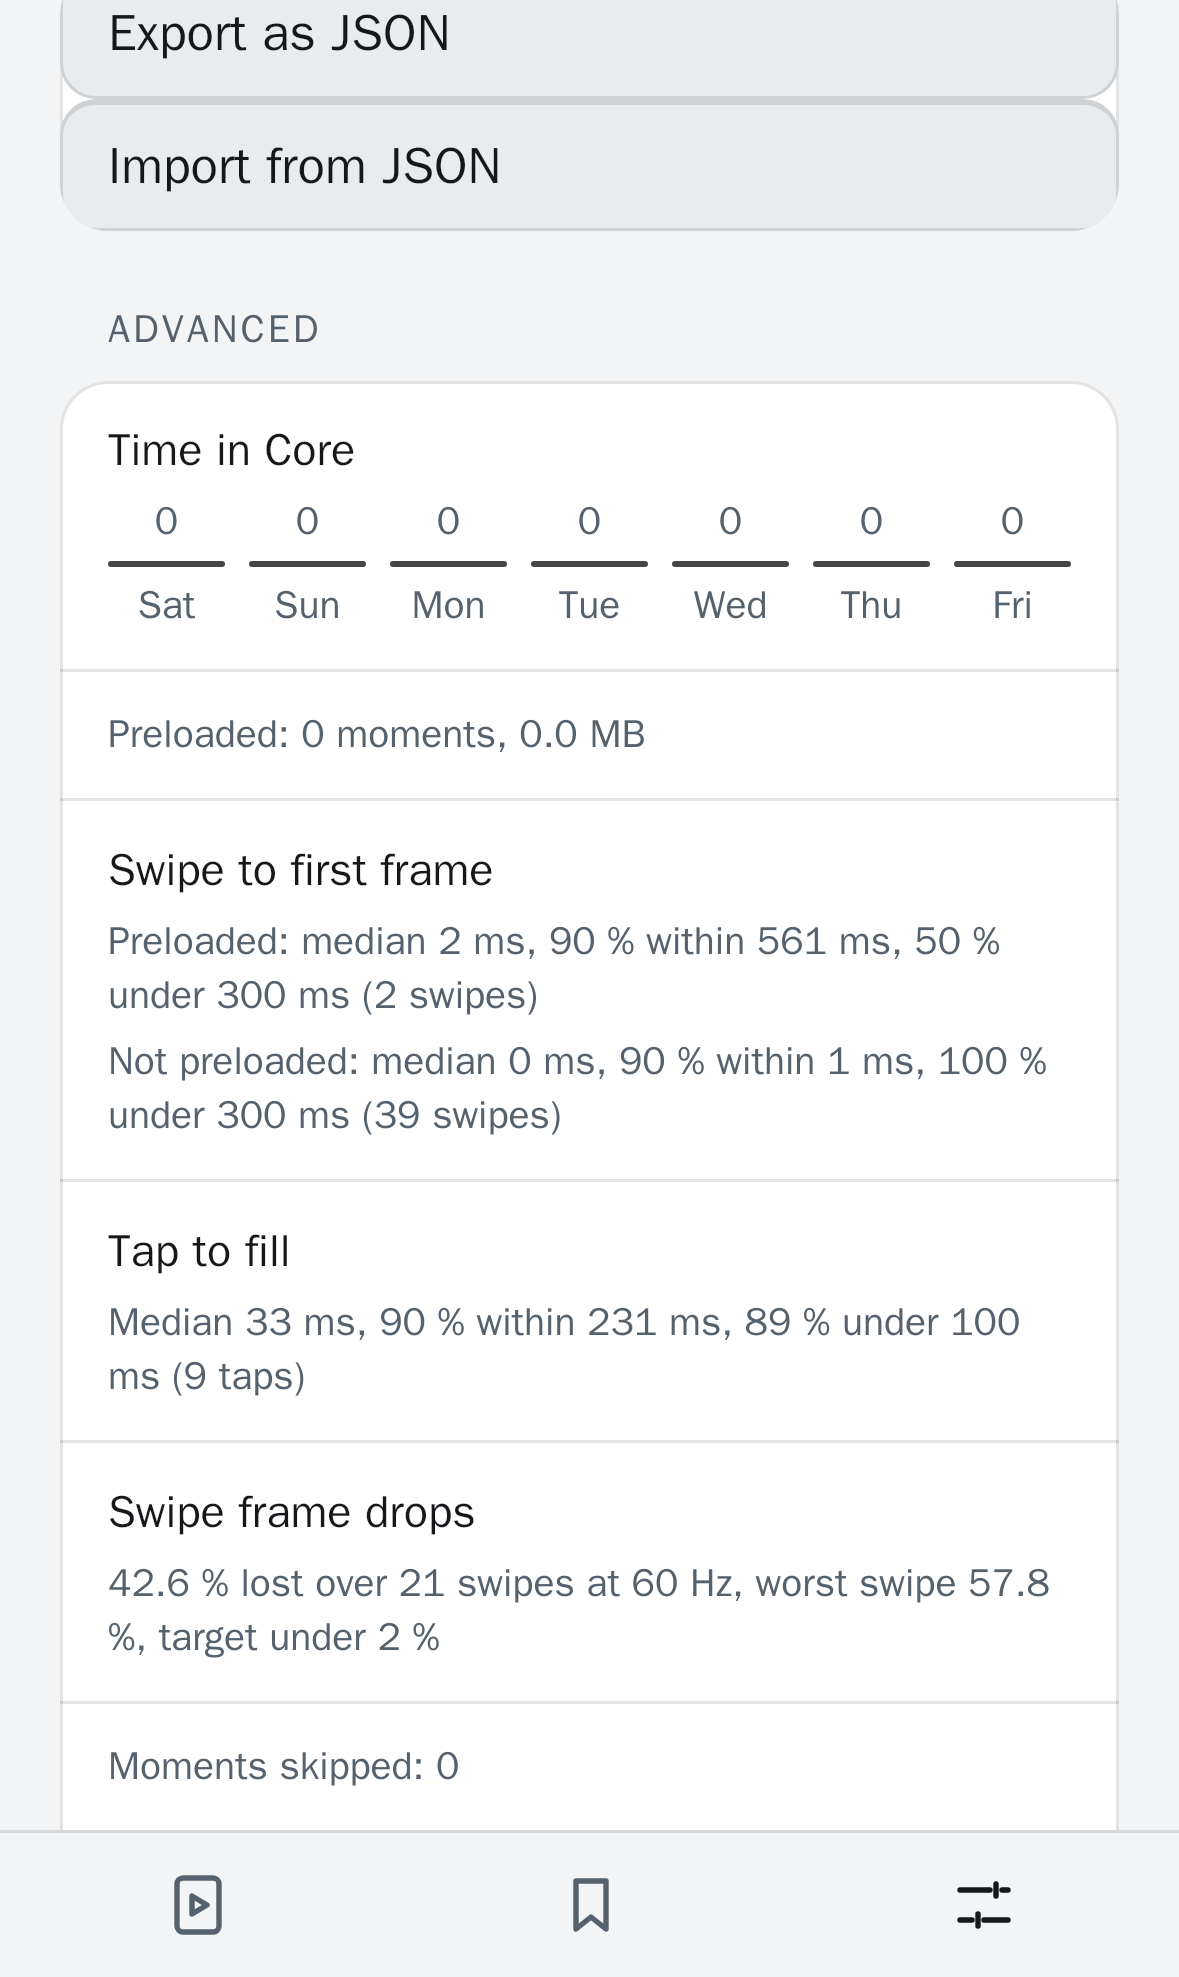 Export as JSON
Import from JSON
ADVANCED
Time in Core
0 0 0 0 0 0 0
Sat Sun Mon Tue Wed Thu Fri
Preloaded: 0 moments, 0.0 MB
Swipe to first frame
Preloaded: median 2 ms, 90 % within 561 ms, 50 %
under 300 ms (2 swipes)
Not preloaded: median 0 ms, 90 % within 1 ms, 100 %
under 300 ms (39 swipes)
Tap to fill
Median 33 ms, 90 % within 231 ms, 89 % under 100
ms (9 taps)
Swipe frame drops
42.6 % lost over 21 swipes at 60 Hz, worst swipe 57.8
%, target under 2 %
Moments skipped: 0